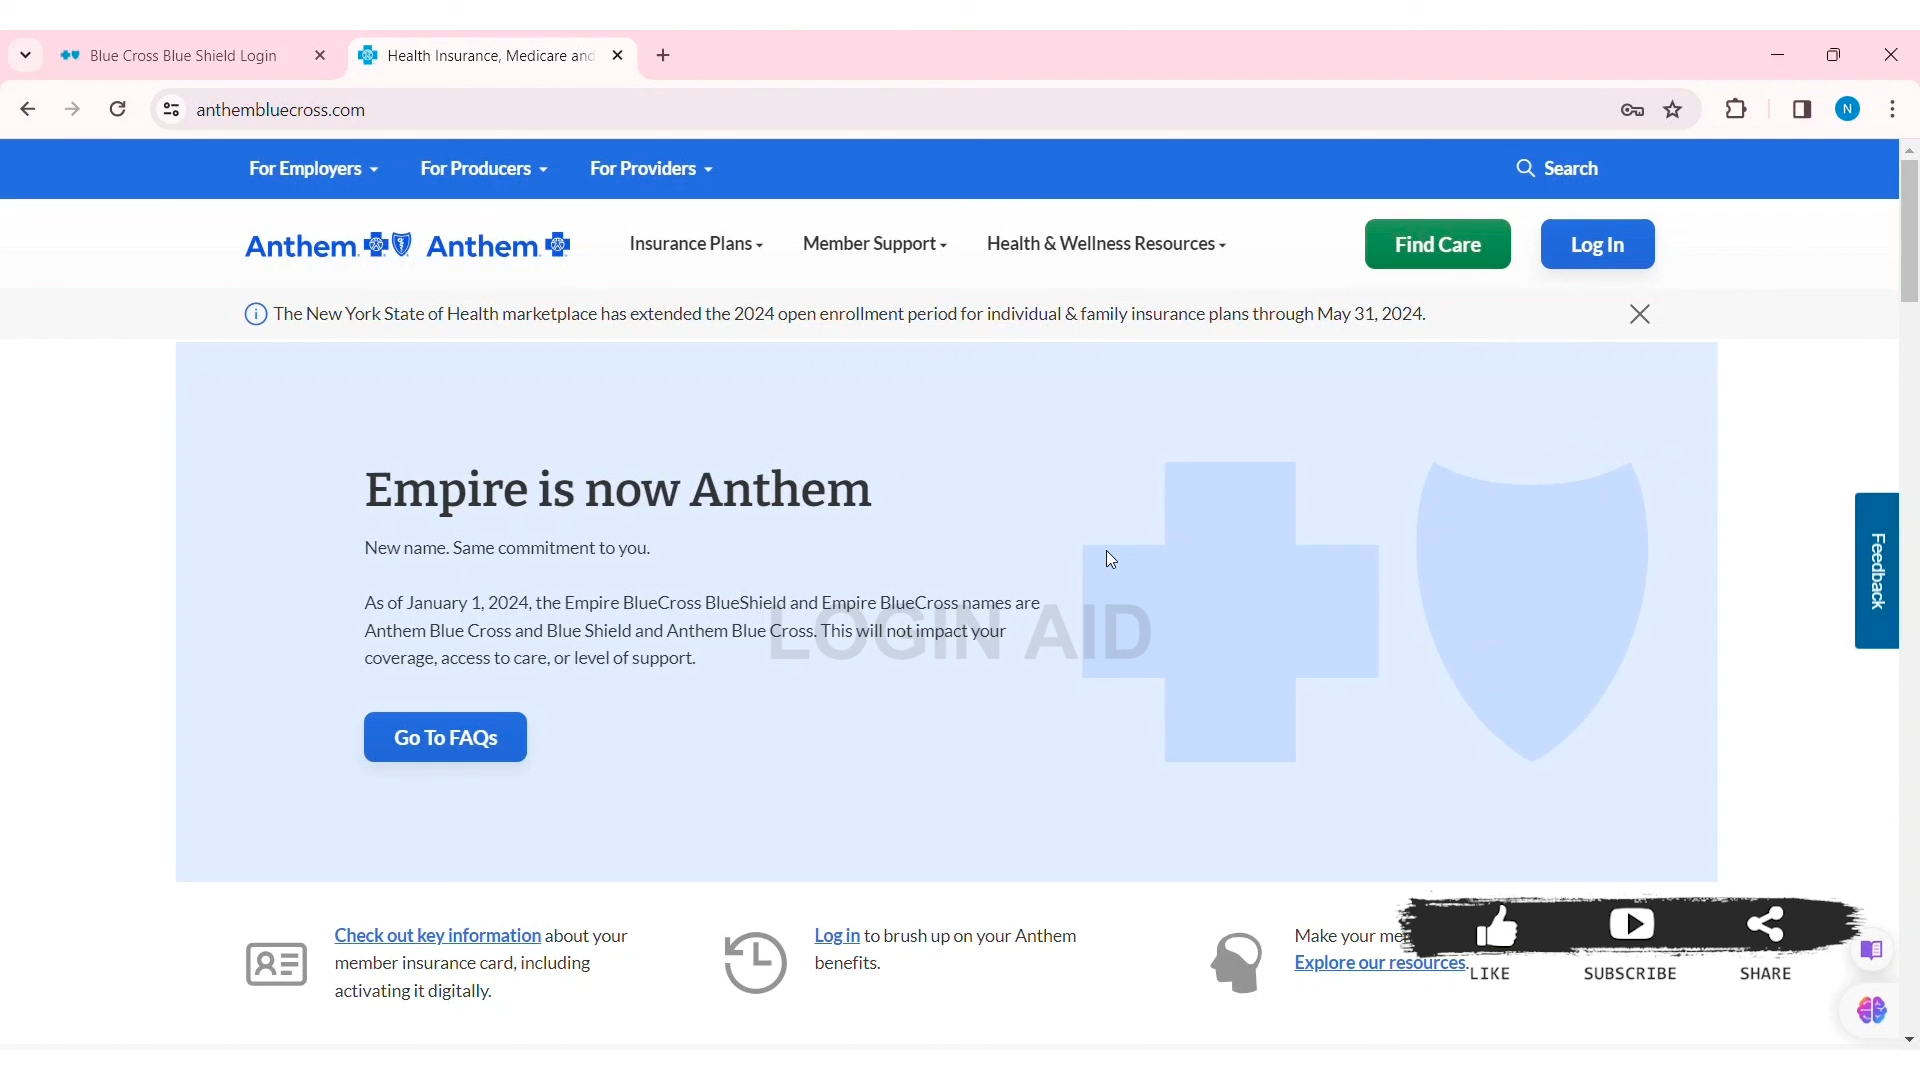 Blue Cross Blue Shield Login
Health Insurance, Medicare and
anthembluecross.com
N
For Employers
For Producers
For Providers
Search
Anthem
Anthem
Insurance Plans
Member Support
Health & Wellness Resources
Find Care
Log In
The New York State of Health marketplace has extended the 2024 open enrollment period for individual & family insurance plans through May 31, 2024.
Empire is now Anthem
New name. Same commitment to you.
As of January 1, 2024, the Empire BlueCross BlueShield and Empire BlueCross names are
Anthem Blue Cross and Blue Shield and Anthem Blue Cross. This will not impact your
coverage, access to care, or level of support.
LOGIN AID
Go To FAQs
Feedback
Check out key information about your
member insurance card, including
activating it digitally.
Log in to brush up on your Anthem
benefits.
Make your
Explore our resources.
LIKE
SUBSCRIBE
SHARE